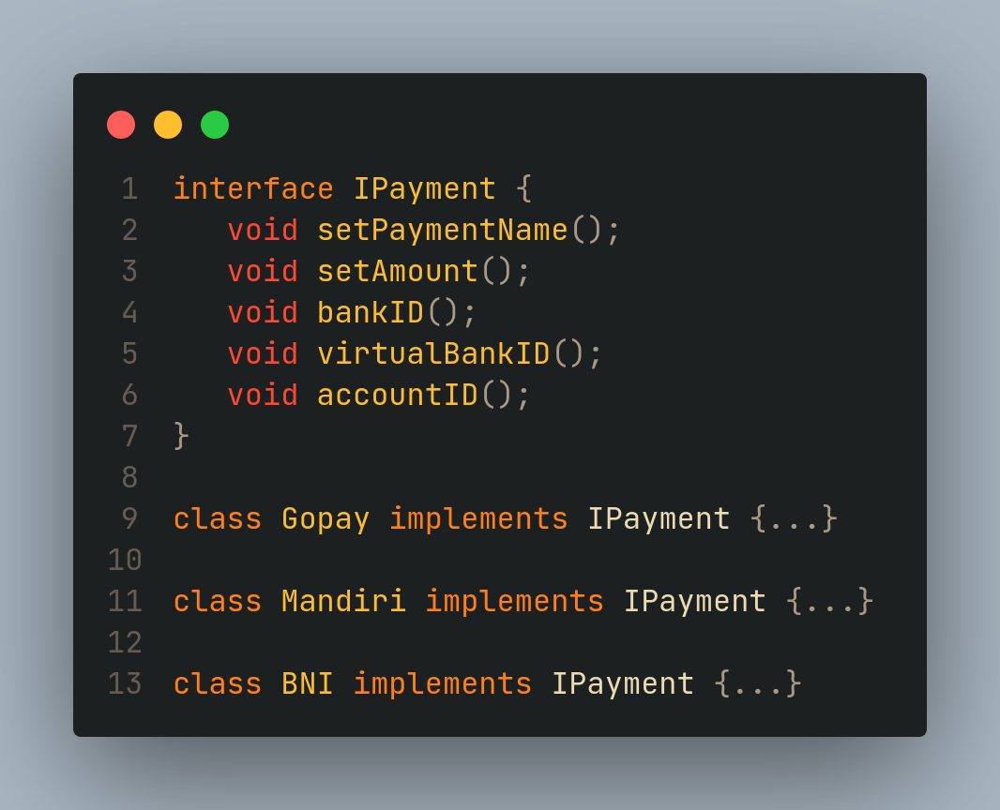 1 interface IPayment {
2 void setPaymentName();
3 void setAmount();
4 void bankID();
5 void virtualBankID();
6 void accountID();
7 }
8
9 class Gopay implements IPayment {...}
10
11 class Mandiri implements IPayment {...}
12
13 class BNI implements IPayment {...}